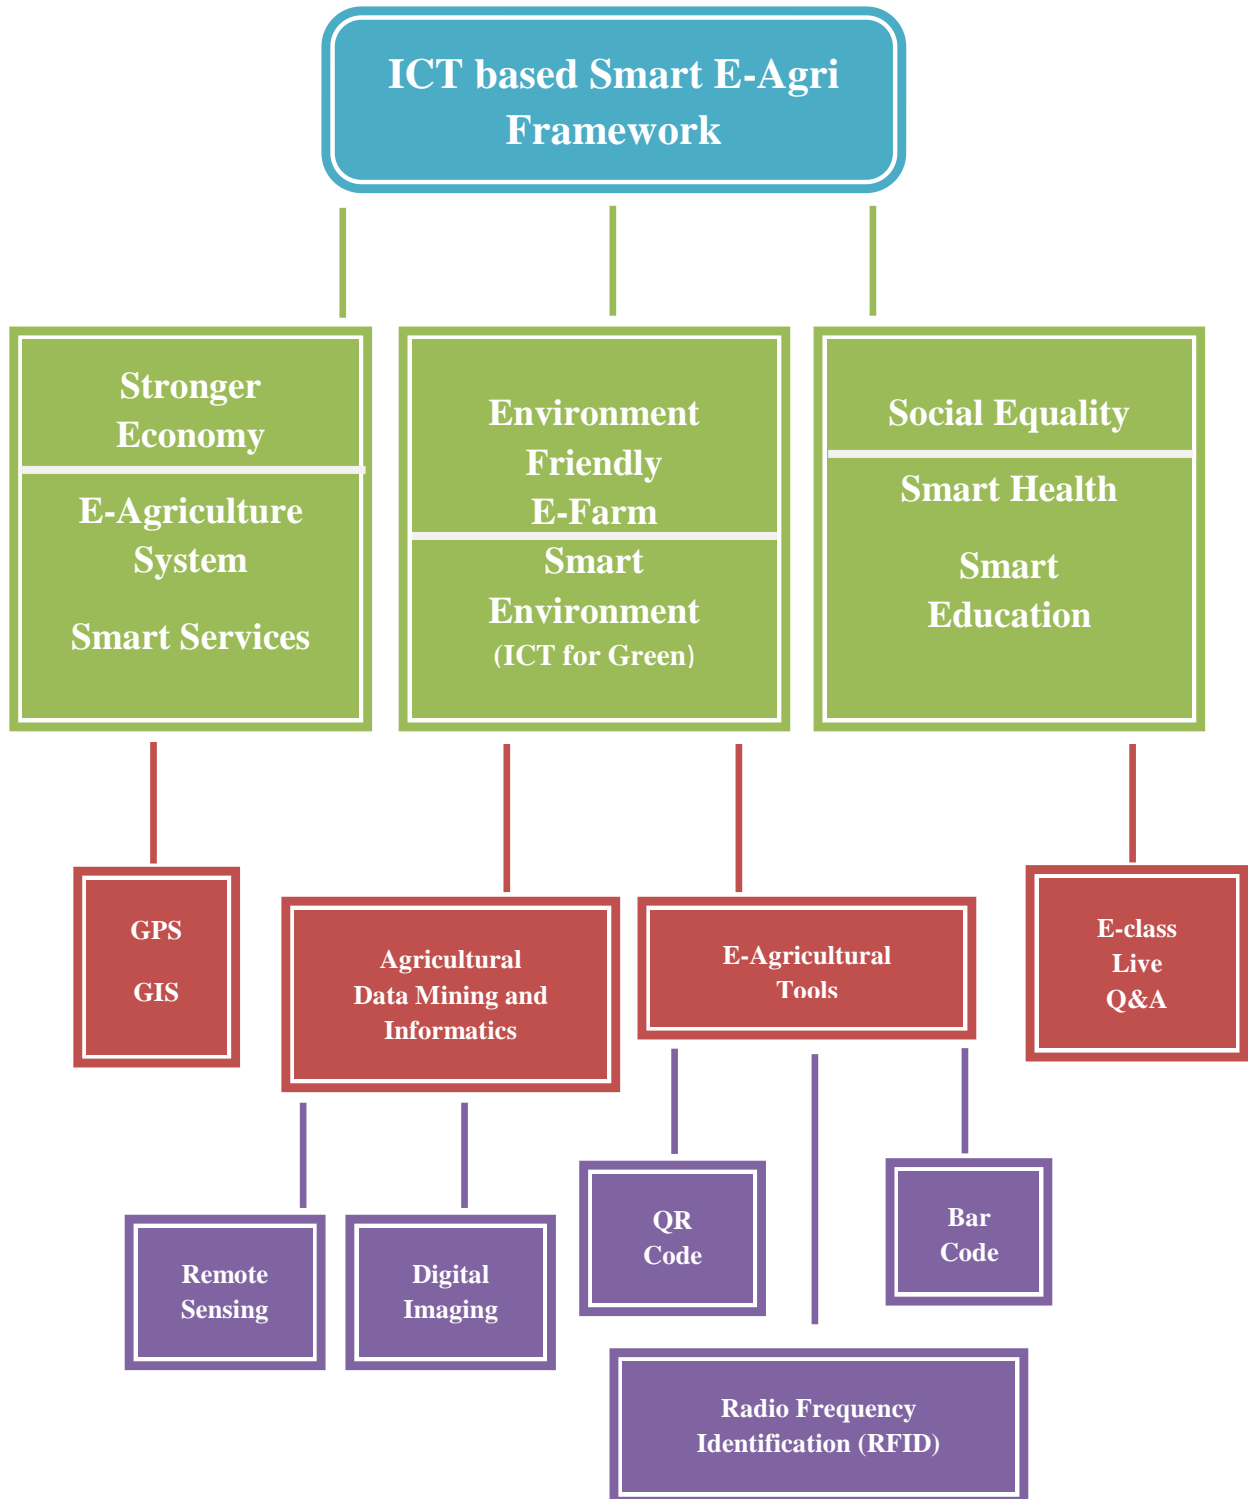 ICT based Smart E-Agri
Framework
Stronger
Economy
E-Agriculture
System
Smart Services
Environment
Friendly
E-Farm
Smart
Environment
(ICT for Green)
Social Equality
Smart Health
Smart
Education
GPS
GIS
Agricultural
Data Mining and
Informatics
E-Agricultural
Tools
E-class
Live
Q&A
Remote
Sensing
Digital
Imaging
QR
Code
Bar
Code
Radio Frequency
Identification (RFID)